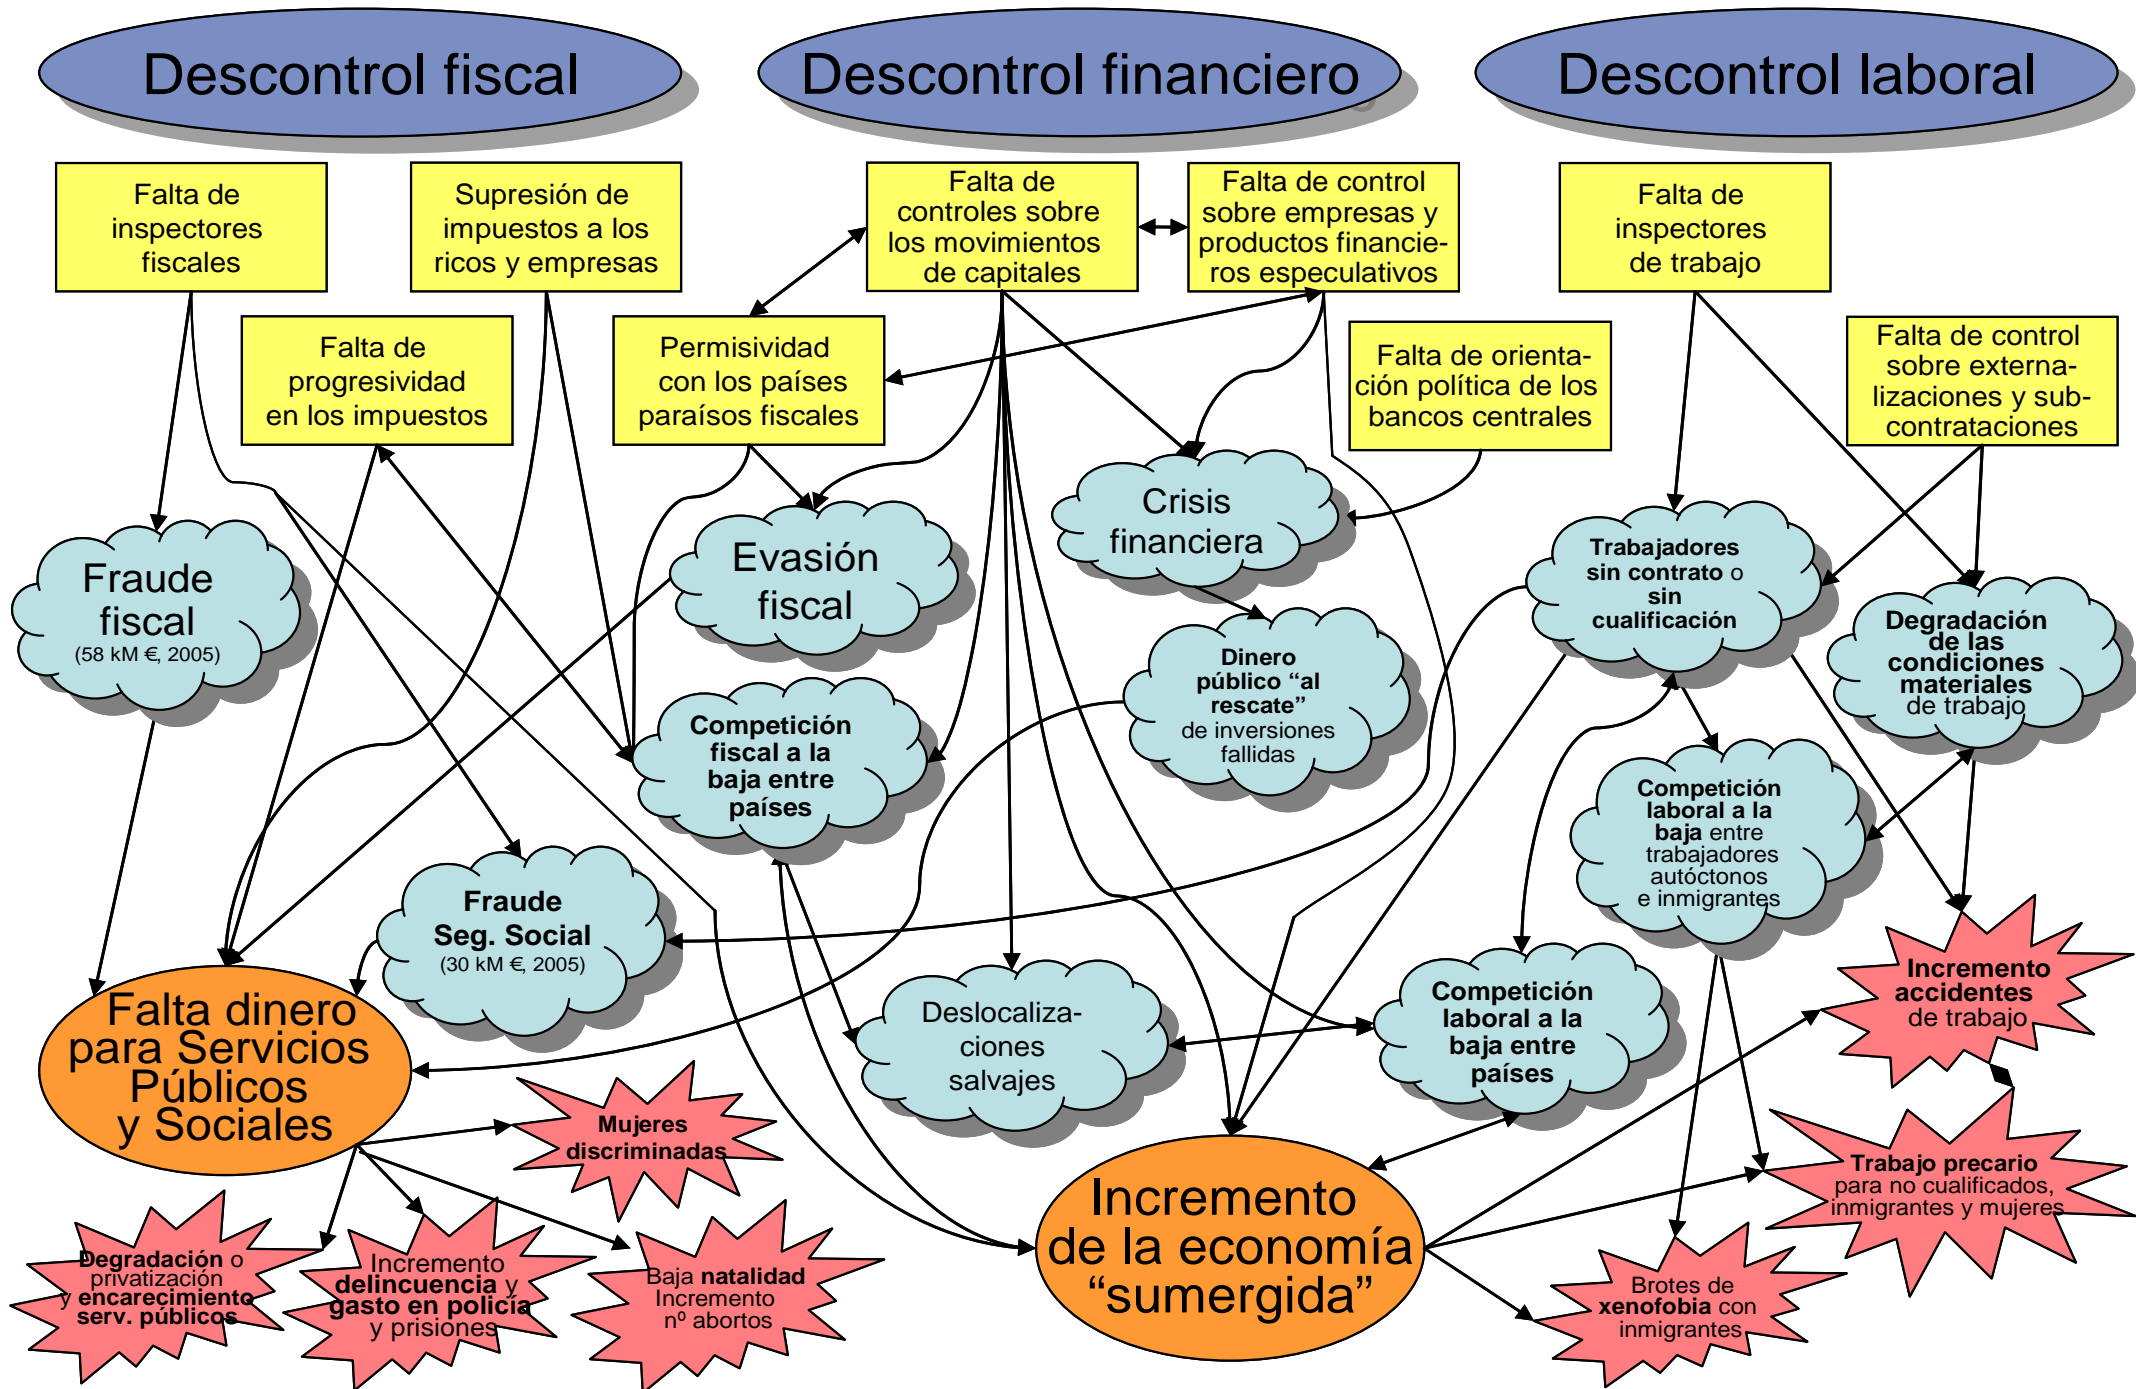 Descontrol fiscal
Descontrol financiero
Descontrol laboral
Falta de
inspectores
fiscales
Supresión de
impuestos a los
ricos y empresas
Falta de
controles sobre
los movimientos
de capitales
Falta de control
sobre empresas y
productos financie-
ros especulativos
Falta de
inspectores
de trabajo
Falta de
progresividad
en los impuestos
Permisividad
con los países
paraísos fiscales
Falta de orienta-
ción política de los
bancos centrales
Falta de control
sobre externa-
lizaciones y sub-
contrataciones
Fraude
fiscal
(58 kM €, 2005)
Evasión
fiscal
Crisis
financiera
Trabajadores
sin contrato o
sin
cualificación
Degradación
de las
condiciones
materiales
de trabajo
Dinero
público “al
rescate”
de inversiones
fallidas
Competición
fiscal a la
baja entre
países
Competición
laboral a la
baja entre
trabajadores
autóctonos
e inmigrantes
Fraude
Seg. Social
(30 kM €, 2005)
Deslocaliza-
ciones
salvajes
Competición
laboral a la
baja entre
países
Incremento
accidentes
de trabajo
Falta dinero
para Servicios
Públicos
y Sociales
Mujeres
discriminadas
Trabajo precario
para no cualificados,
inmigrantes y mujeres
Incremento
de la economía
“sumergida”
Degradación o
privatización
y encarecimiento
serv. públicos
Incremento
delincuencia y
gasto en policía
y prisiones
Baja natalidad
Incremento
nº abortos
Brotes de
xenofobia con
inmigrantes